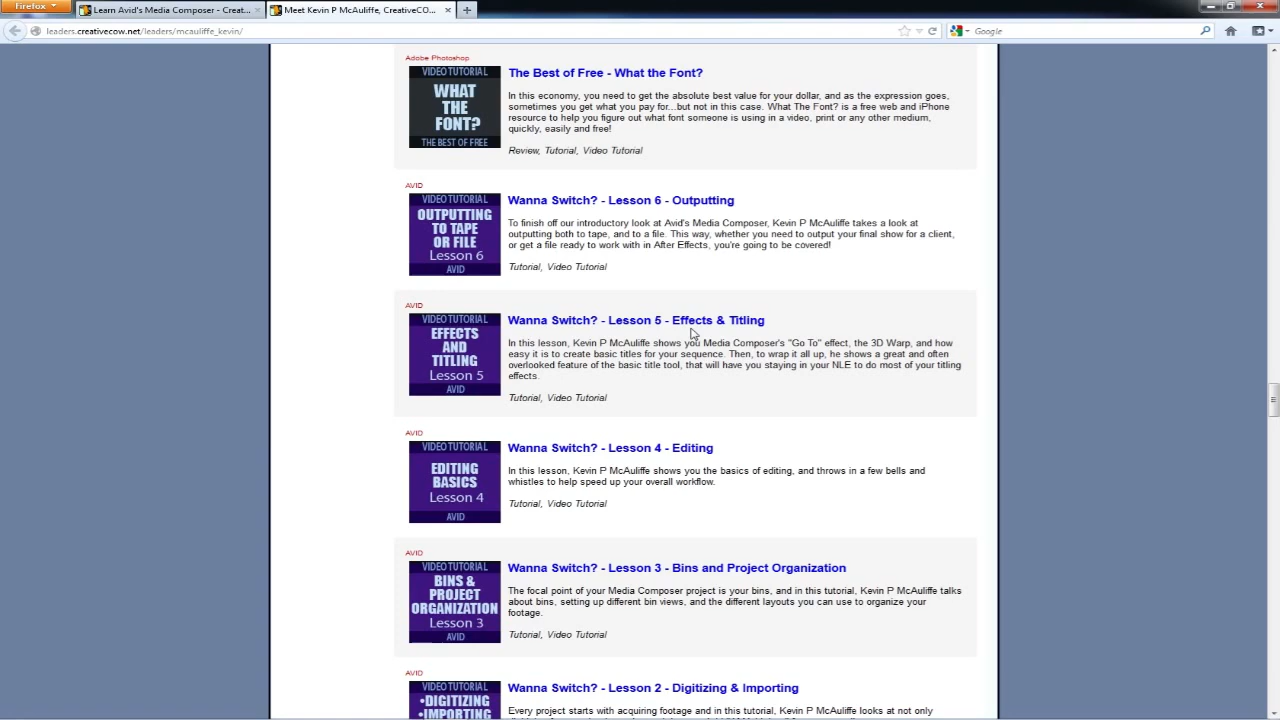 Firefox
Learn Avid's Media Composer - Creat...
Meet Kevin P McAuliffe, CreativeCO...
leaders.creativecow.net/leaders/mcauliffe_kevin/
Google
Adobe Photoshop
VIDEO TUTORIAL
WHAT
THE
FONT?
THE BEST OF FREE
The Best of Free - What the Font?
In this economy, you need to get the absolute best value for your dollar, and as the expression goes,
sometimes you get what you pay for...but not in this case. What The Font? is a free web and iPhone
resource to help you figure out what font someone is using in a video, print or any other medium,
quickly, easily and free!
Review, Tutorial, Video Tutorial
AVID
VIDEO TUTORIAL
OUTPUTTING
TO TAPE
OR FILE
Lesson 6
AVID
Wanna Switch? - Lesson 6 - Outputting
To finish off our introductory look at Avid's Media Composer, Kevin P McAuliffe takes a look at
outputting both to tape, and to a file. This way, whether you need to output your final show for a client,
or get a file ready to work with in After Effects, you're going to be covered!
Tutorial, Video Tutorial
AVID
VIDEO TUTORIAL
EFFECTS
AND
TITLING
Lesson 5
AVID
Wanna Switch? - Lesson 5 - Effects & Titling
In this lesson, Kevin P McAuliffe shows you Media Composer's "Go To" effect, the 3D Warp, and how
easy it is to create basic titles for your sequence. Then, to wrap it all up, he shows a great and often
overlooked feature of the basic title tool, that will have you staying in your NLE to do most of your titling
effects.
Tutorial, Video Tutorial
AVID
VIDEO TUTORIAL
EDITING
BASICS
Lesson 4
AVID
Wanna Switch? - Lesson 4 - Editing
In this lesson, Kevin P McAuliffe shows you the basics of editing, and throws in a few bells and
whistles to help speed up your overall workflow.
Tutorial, Video Tutorial
AVID
VIDEO TUTORIAL
BINS &
PROJECT
ORGANIZATION
Lesson 3
AVID
Wanna Switch? - Lesson 3 - Bins and Project Organization
The focal point of your Media Composer project is your bins, and in this tutorial, Kevin P McAuliffe talks
about bins, setting up different bin views, and the different layouts you can use to organize your
footage.
Tutorial, Video Tutorial
AVID
VIDEO TUTORIAL
•DIGITIZING
•IMPORTING
Wanna Switch? - Lesson 2 - Digitizing & Importing
Every project starts with acquiring footage and in this tutorial, Kevin P McAuliffe looks at not only